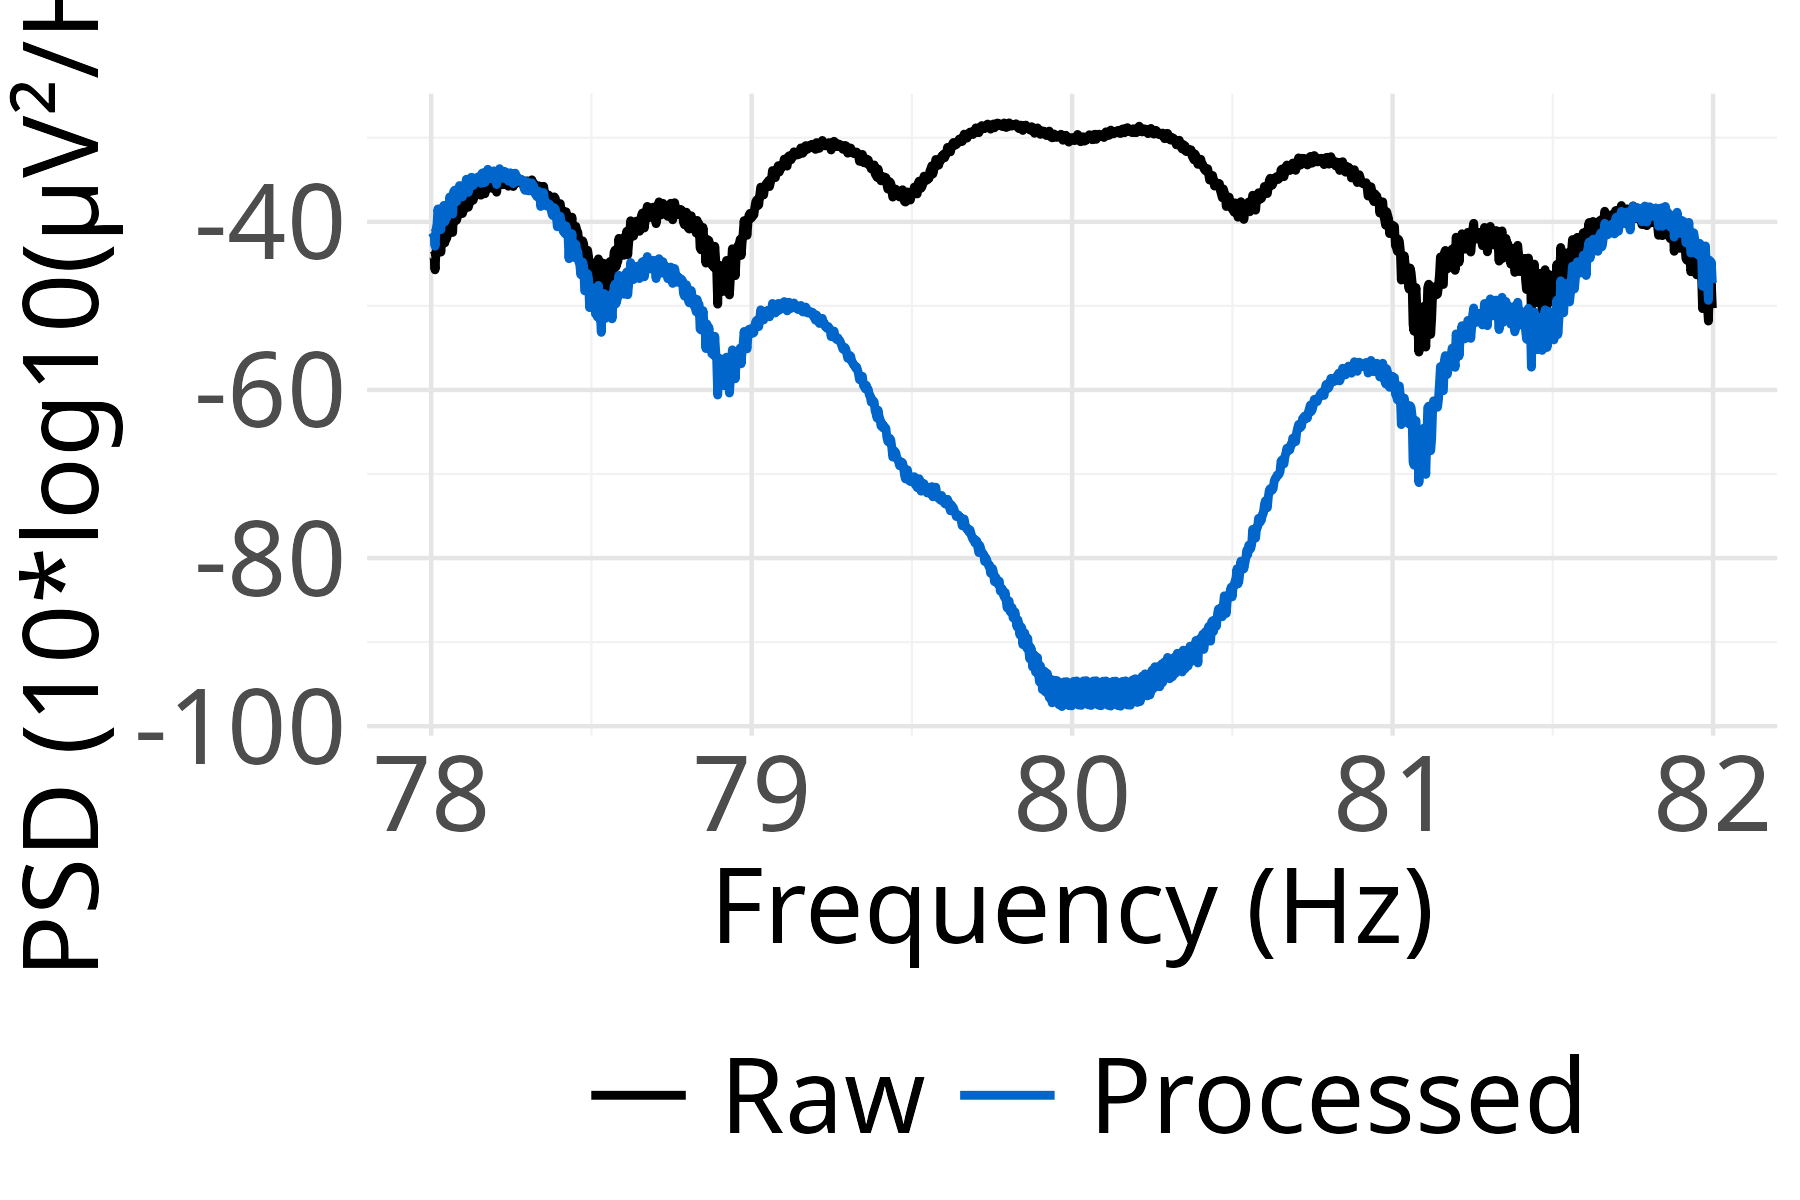 PSD (10*log10(µV²/H
-40
-60
-80
-100
78 79 80 81 82
Frequency (Hz)
Raw Processed